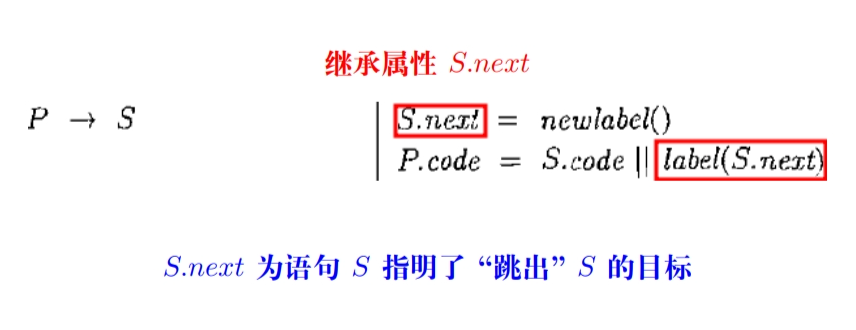 继承属性 S.next
P → S
S.next = newlabel()
P.code = S.code || label(S.next)
S.next 为语句 S 指明了“跳出” S 的目标